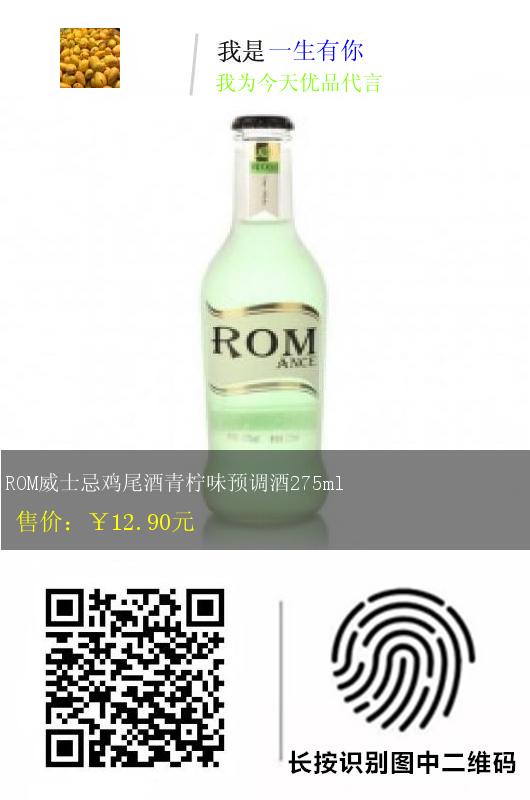 我是一生有你
我为今天优品代言
ROM
ANCE
ROM威士忌鸡尾酒青柠味预调酒275ml
售价：￥12.90元
长按识别图中二维码